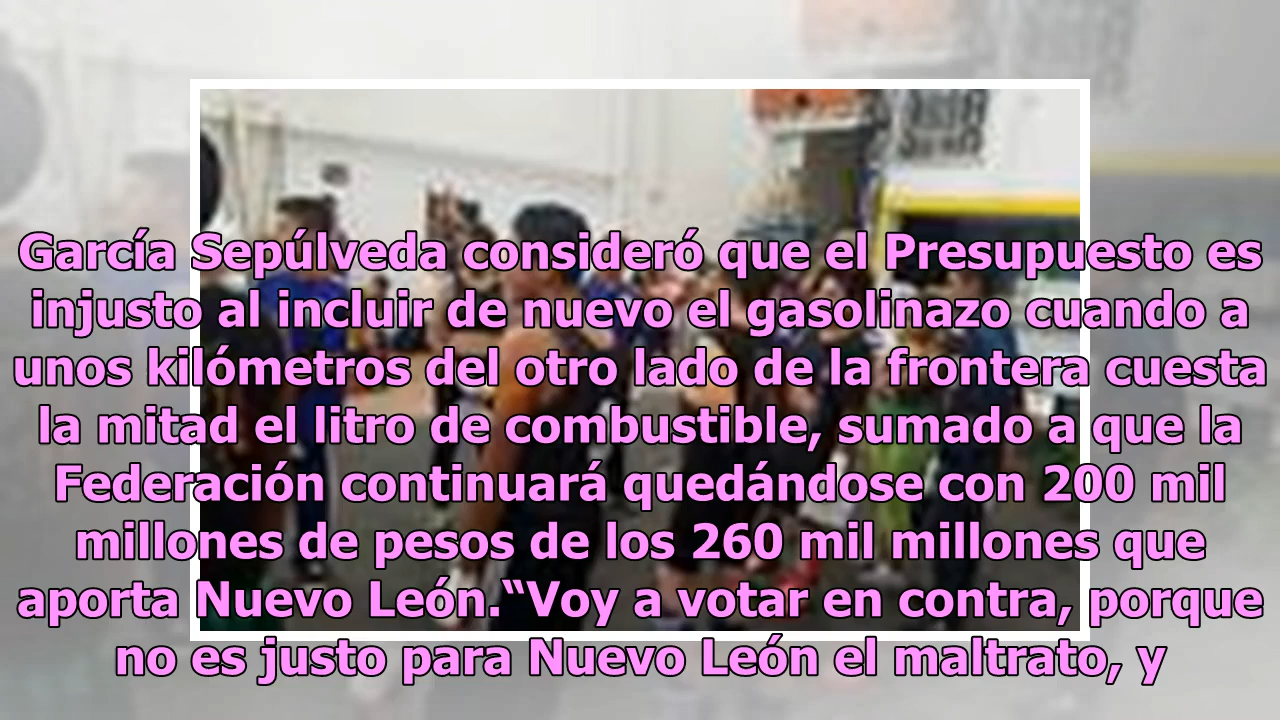 García Sepúlveda consideró que el Presupuesto es
injusto al incluir de nuevo el gasolinazo cuando a
unos kilómetros del otro lado de la frontera cuesta
la mitad el litro de combustible, sumado a que la
Federación continuará quedándose con 200 mil
millones de pesos de los 260 mil millones que
aporta Nuevo León.“Voy a votar en contra, porque
no es justo para Nuevo León el maltrato, y